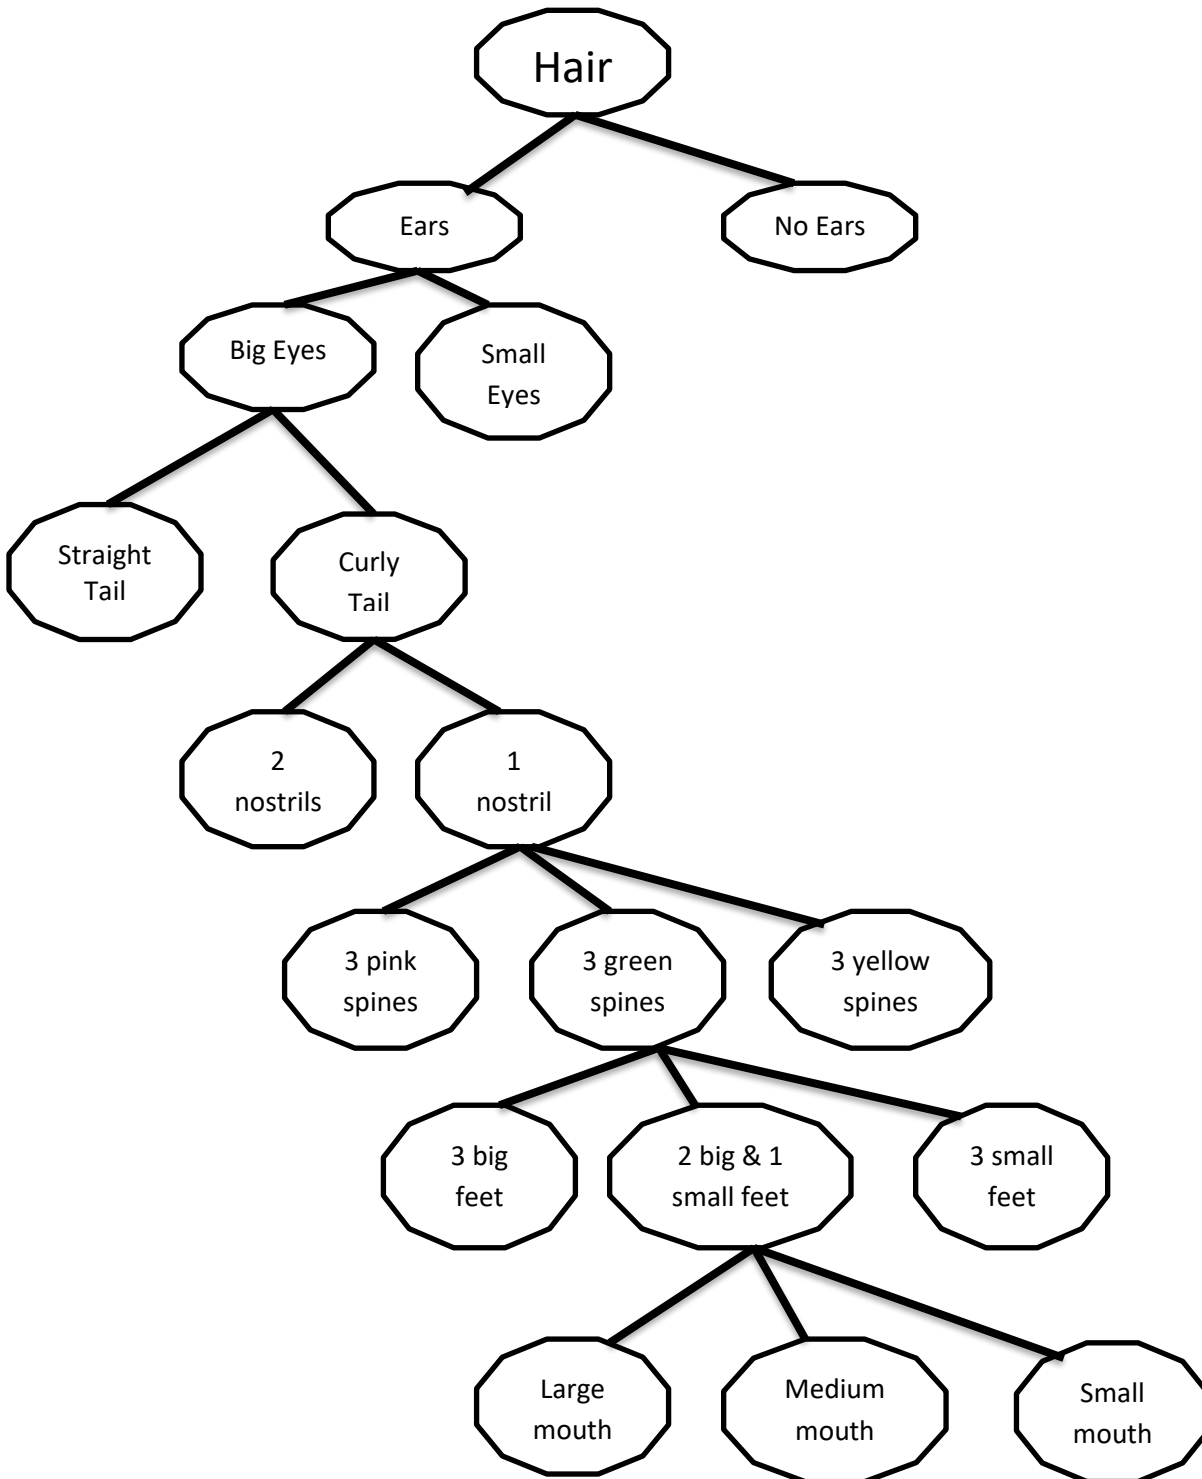 Hair
Ears
No Ears
Big Eyes
Small
Eyes
Straight
Tail
Curly
Tail
2
nostrils
1
nostril
3 pink
spines
3 green
spines
3 yellow
spines
3 big
feet
2 big & 1
small feet
3 small
feet
Large
mouth
Medium
mouth
Small
mouth